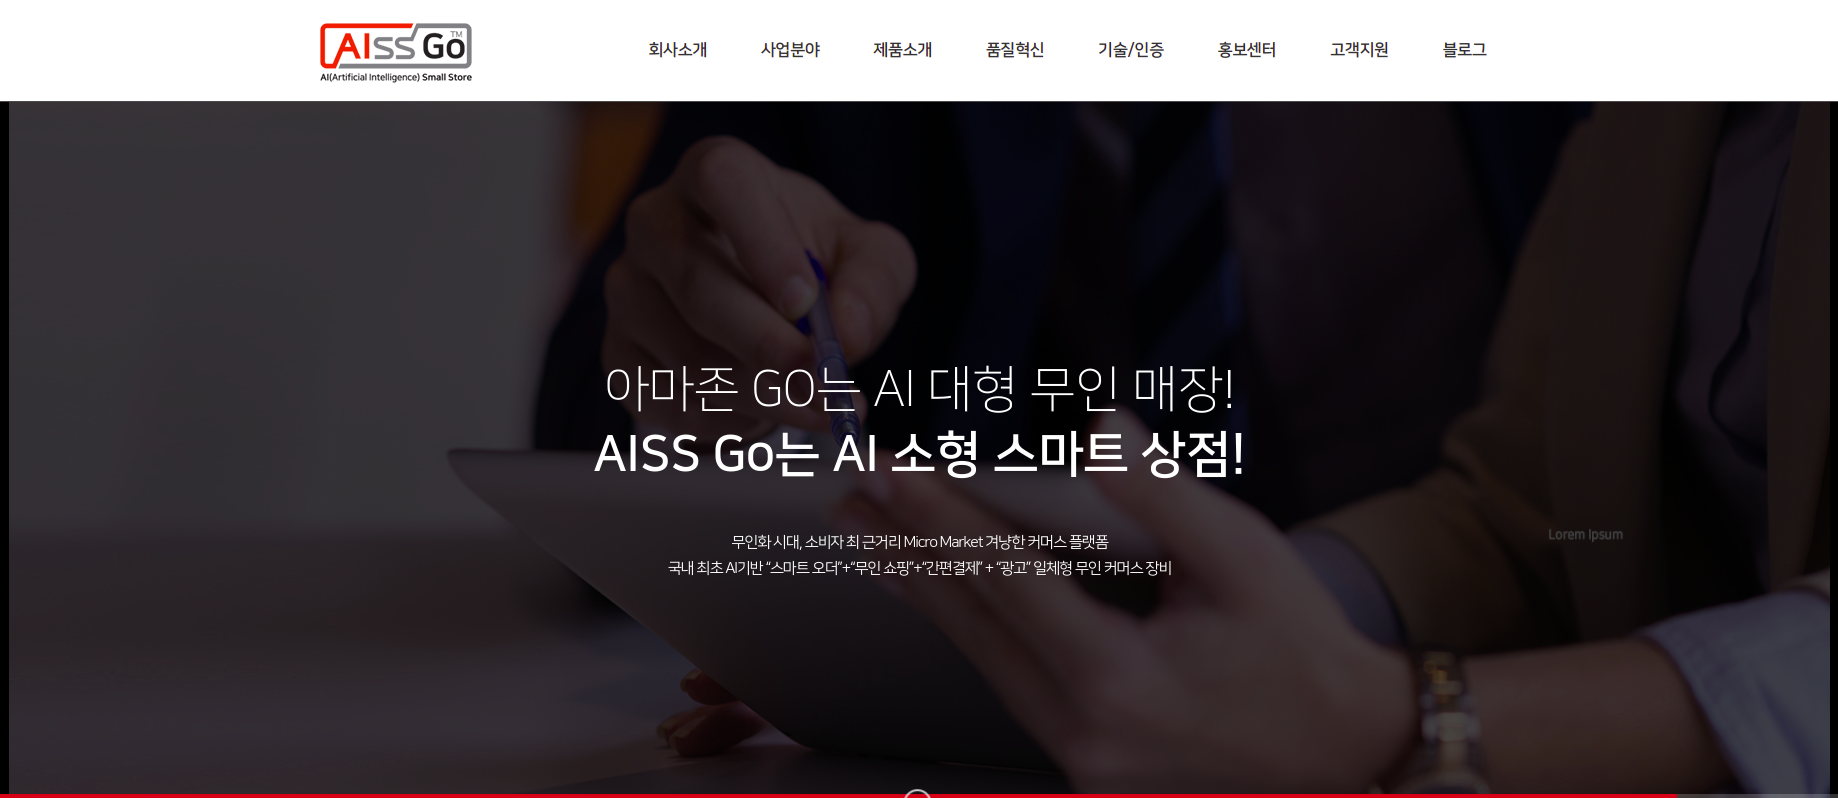 AISS Go TM
AI(Artificial Intelligence) Small Store
회사소개 사업분야 제품소개 품질혁신 기술/인증 홍보센터 고객지원 블로그
아마존 GO는 AI 대형 무인 매장!
AISS Go는 AI 소형 스마트 상점!
무인화 시대, 소비자 최 근거리 Micro Market 겨냥한 커머스 플랫폼
Lorem Ipsum
국내 최초 AI기반 “스마트 오더”+“무인 쇼핑”+“간편결제” + “광고” 일체형 무인 커머스 장비